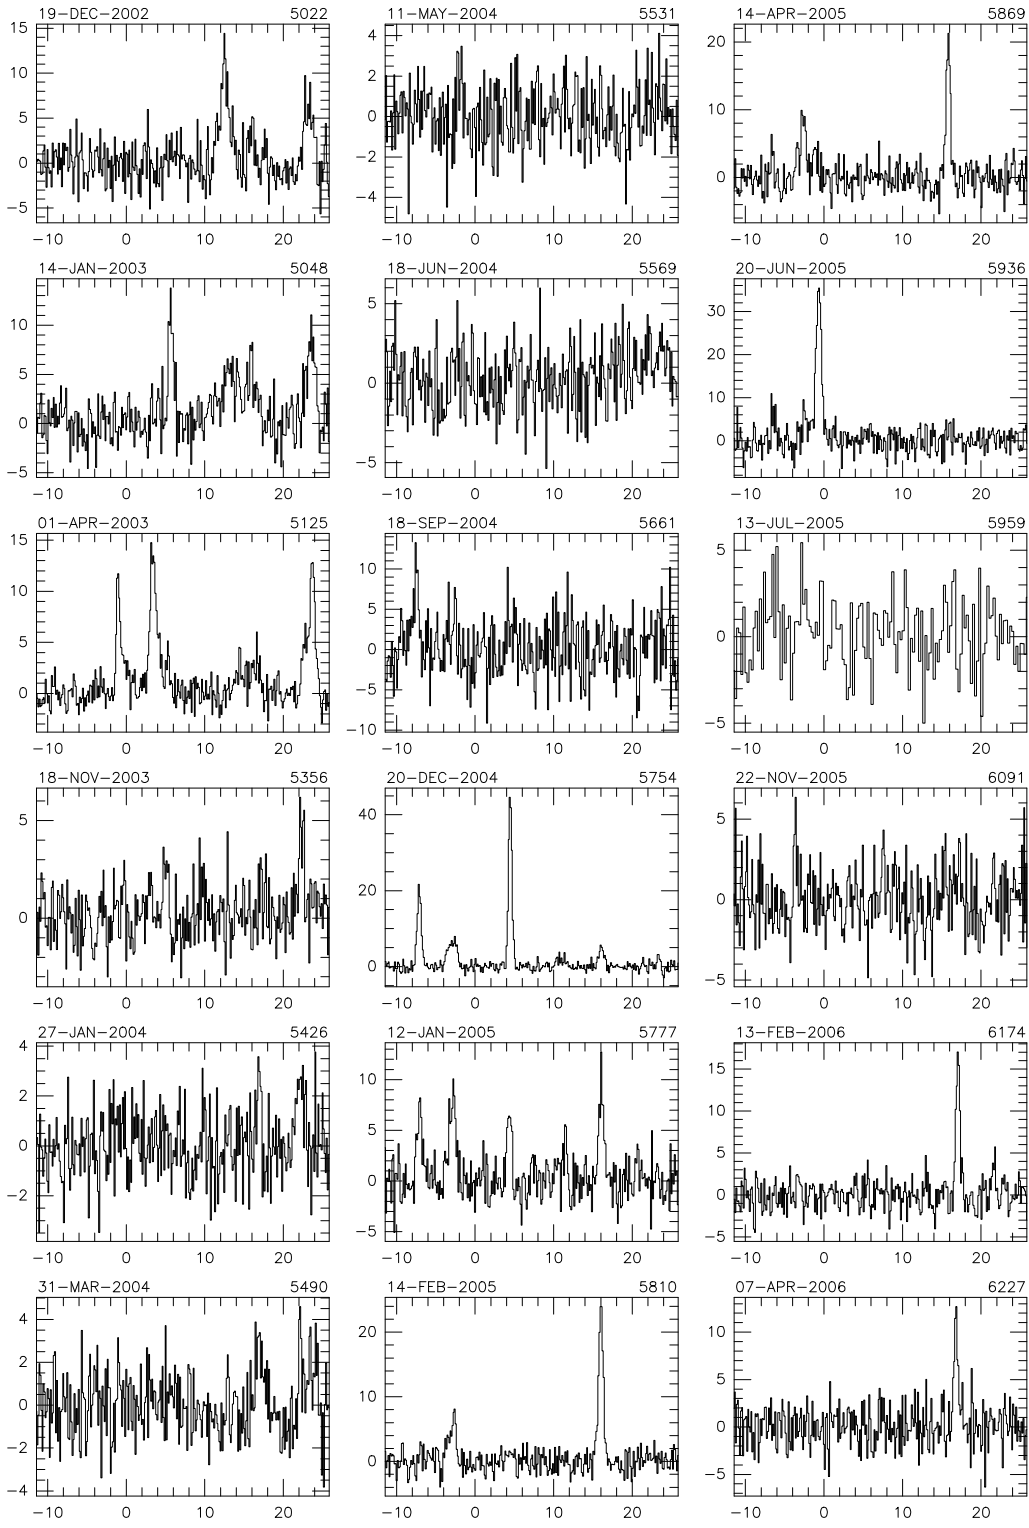 19-DEC-2002 5022 11-MAY-2004 5531 14-APR-2005 5869
15 4 20
10 2
5 0 10
0 -2
-5 -4 0
-10 0 10 20 -10 0 10 20 -10 0 10 20
14-JAN-2003 5048 18-JUN-2004 5569 20-JUN-2005 5936
10 5 30
5 20
0 0 10
-5 -5 0
-10 0 10 20 -10 0 10 20 -10 0 10 20
01-APR-2003 5125 18-SEP-2004 5661 13-JUL-2005 5959
15 10 5
10 5
5 0 0
0 -5
-10 -5
-10 0 10 20 -10 0 10 20 -10 0 10 20
18-NOV-2003 5356 20-DEC-2004 5754 22-NOV-2005 6091
5 40 5
20
0 0 0
-5
-10 0 10 20 -10 0 10 20 -10 0 10 20
27-JAN-2004 5426 12-JAN-2005 5777 13-FEB-2006 6174
4 10 15
2 5 10
0 0 5
-2 0
-5 -5
-10 0 10 20 -10 0 10 20 -10 0 10 20
31-MAR-2004 5490 14-FEB-2005 5810 07-APR-2006 6227
4 20 10
2 5
0 10 0
-2
-4 0 -5
-10 0 10 20 -10 0 10 20 -10 0 10 20